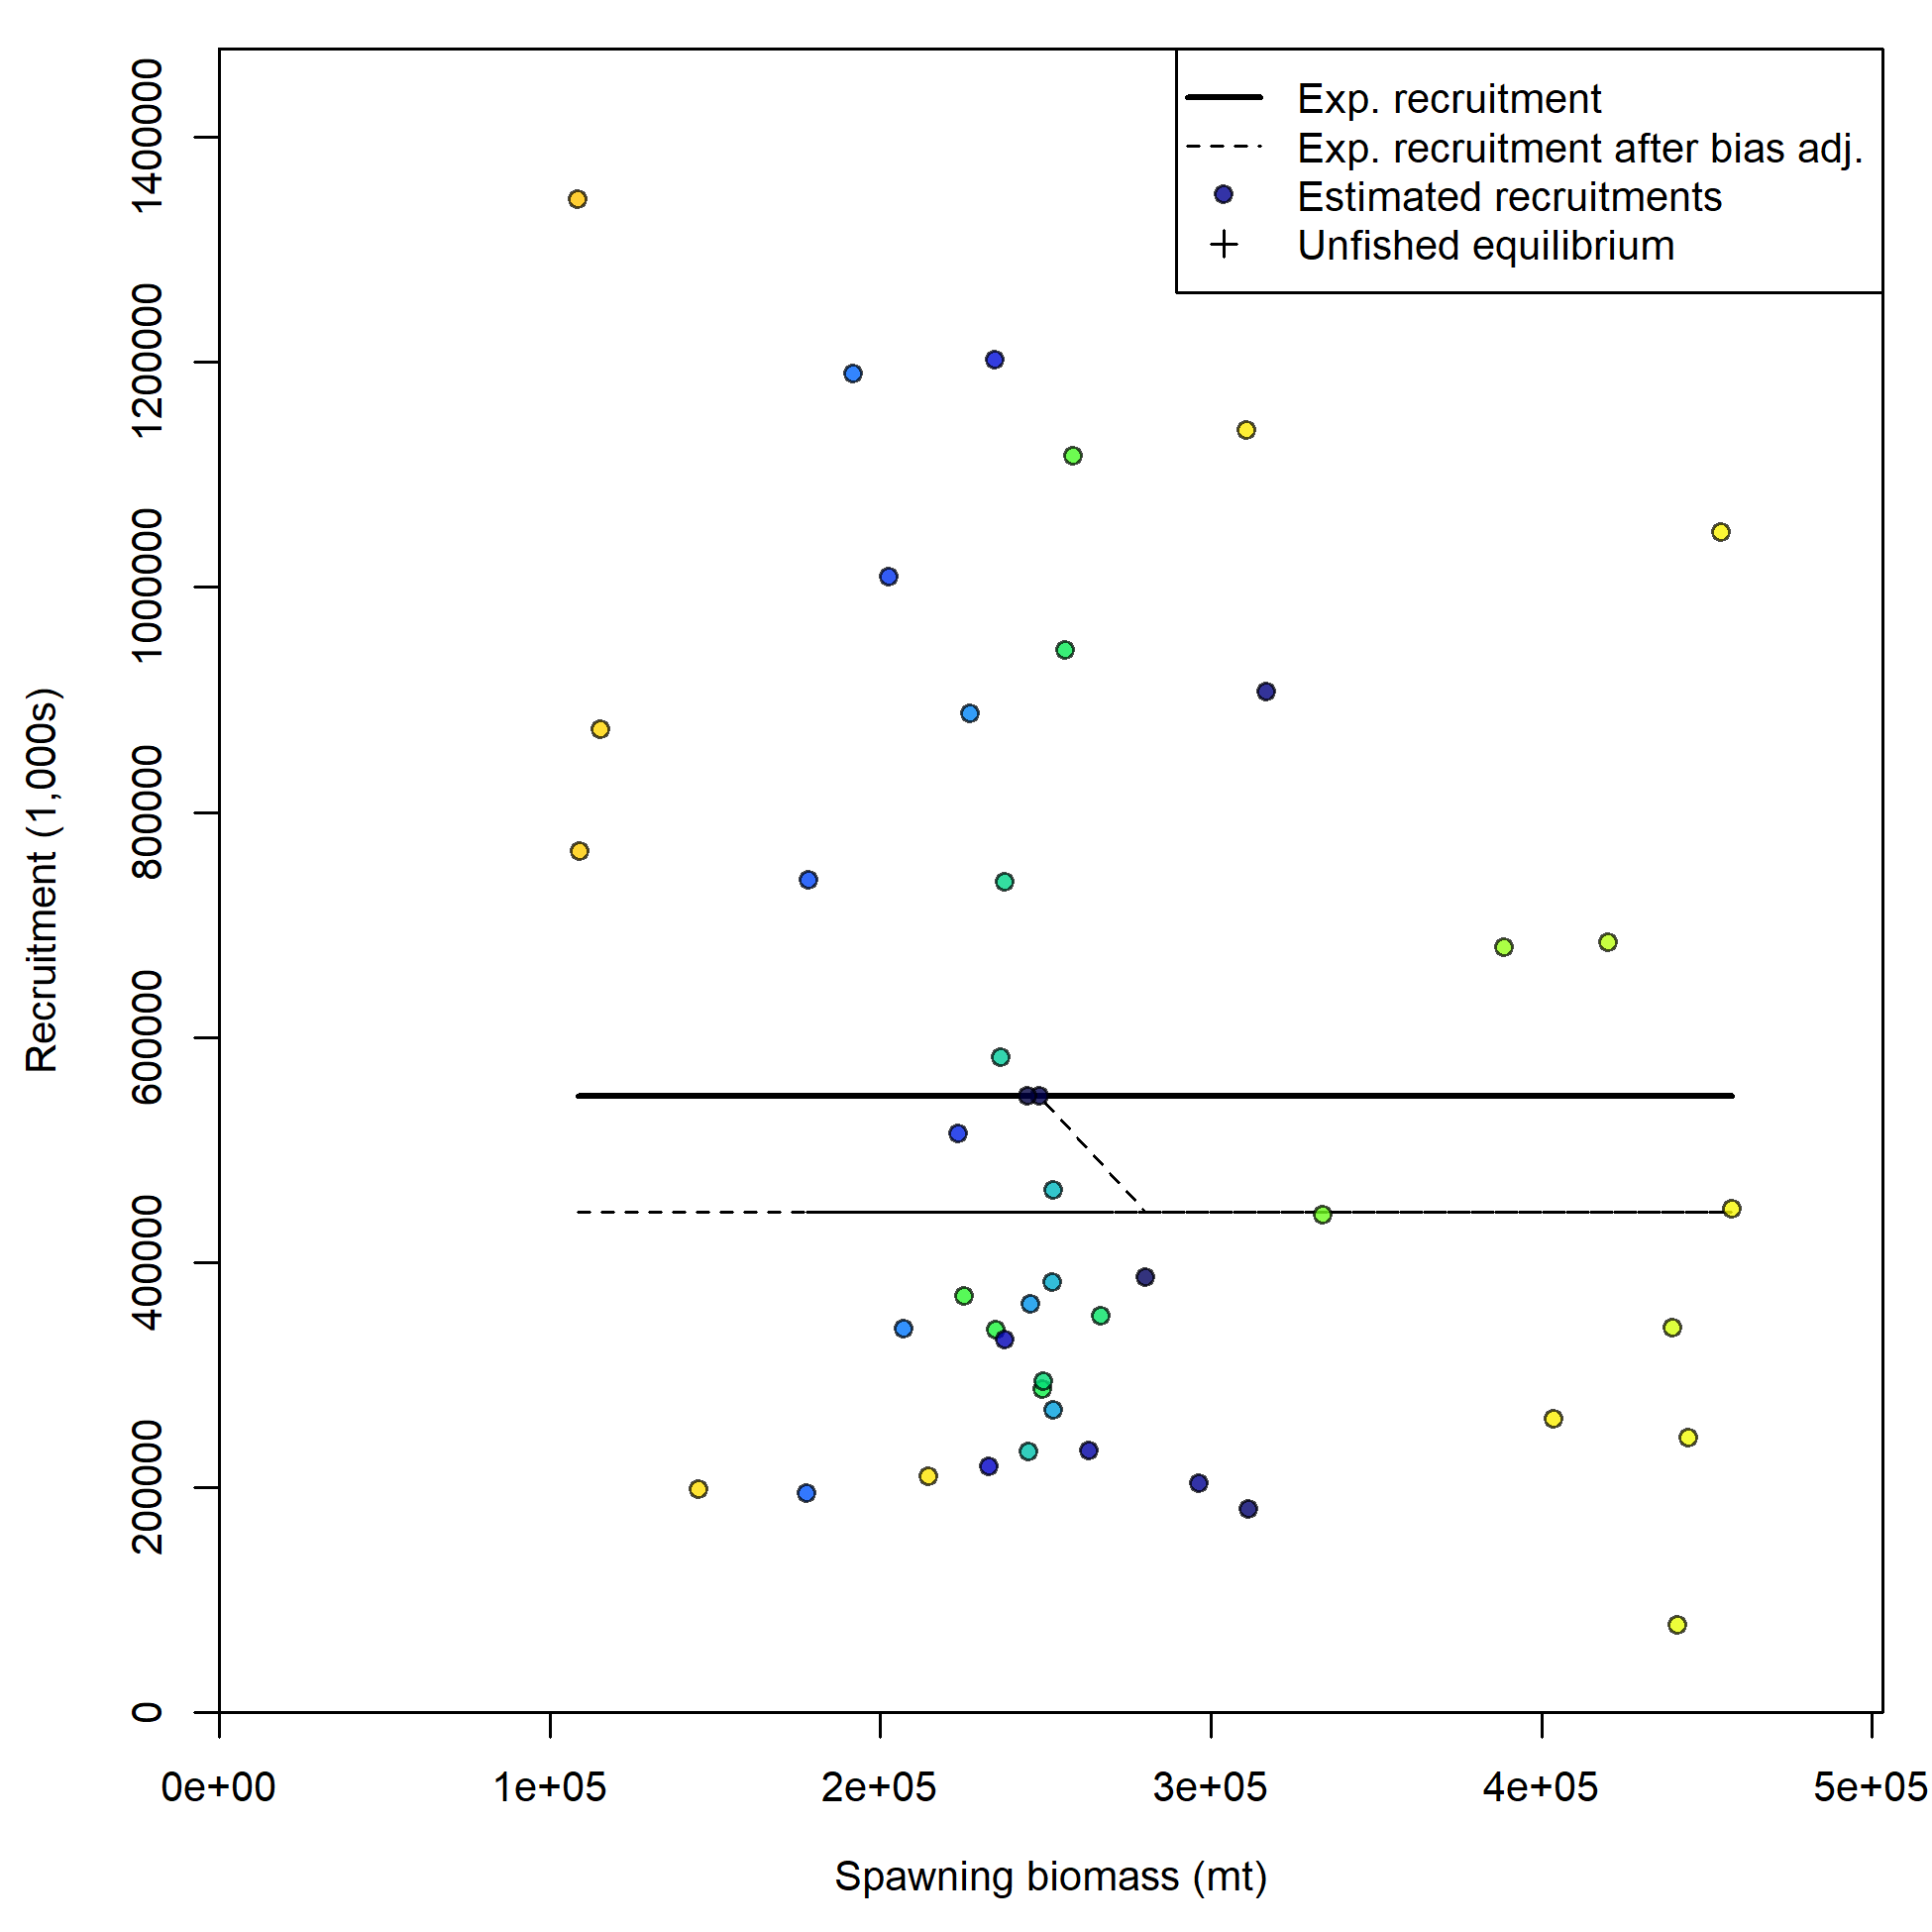 Exp. recruitment
Exp. recruitment after bias adj.
Estimated recruitments
Unfished equilibrium
1400000
1200000
1000000
800000
600000
400000
200000
0
Recruitment (1,000s)
0e+00 1e+05 2e+05 3e+05 4e+05 5e+05
Spawning biomass (mt)